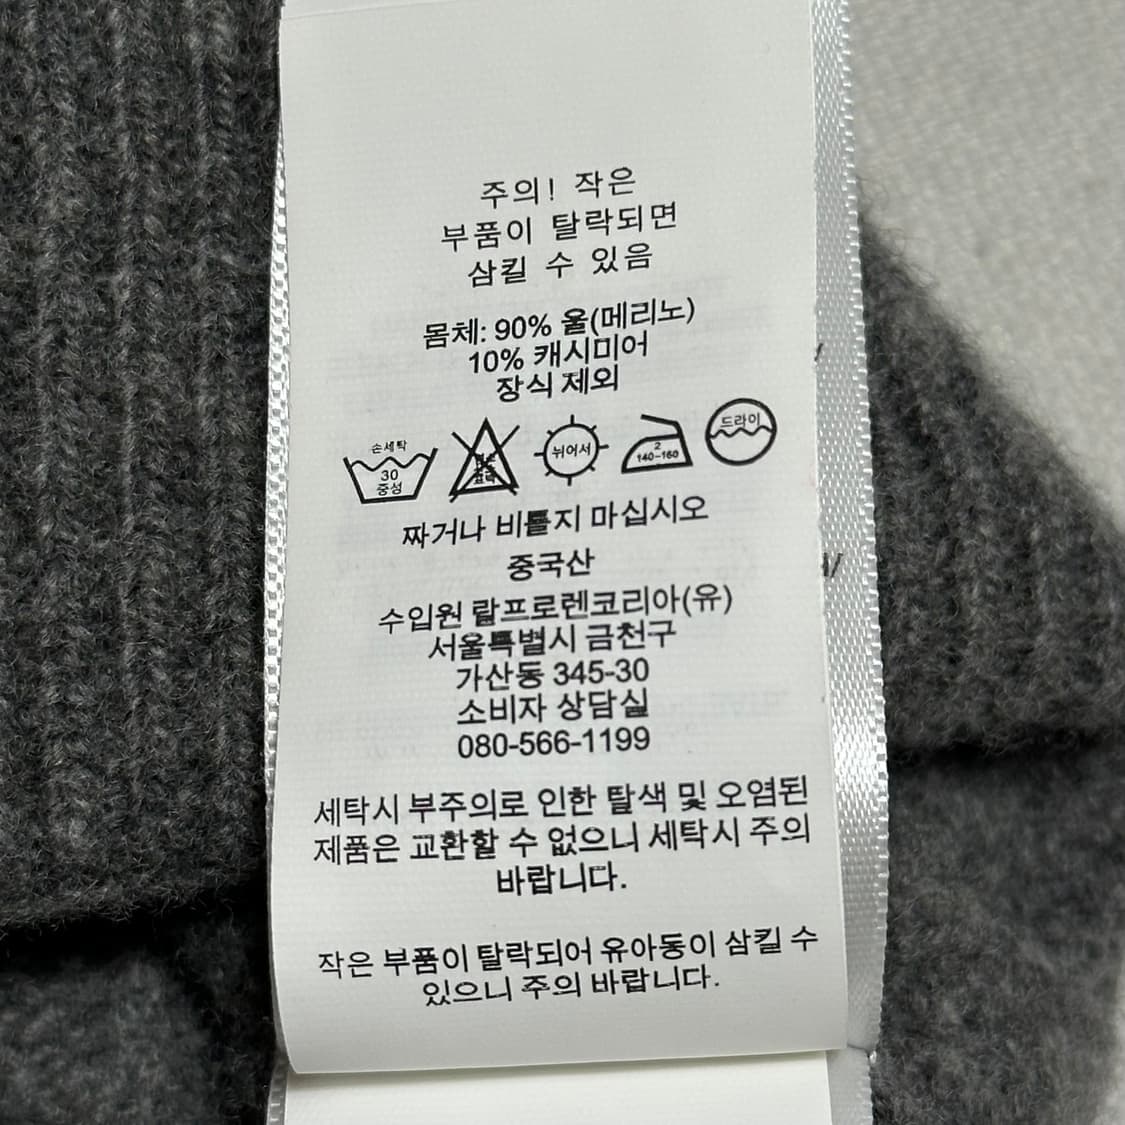 주의! 작은
부품이 탈락되면
삼킬 수 있음
몸체: 90% 울(메리노)
10% 캐시미어
장식 제외
손세탁
30
중성
뉘어서
2
140-160
드라이
짜거나 비틀지 마십시오
중국산
수입원 랄프로렌코리아(유)
서울특별시 금천구
가산동 345-30
소비자 상담실
080-566-1199
세탁시 부주의로 인한 탈색 및 오염된
제품은 교환할 수 없으니 세탁시 주의
바랍니다.
작은 부품이 탈락되어 유아동이 삼킬 수
있으니 주의 바랍니다.